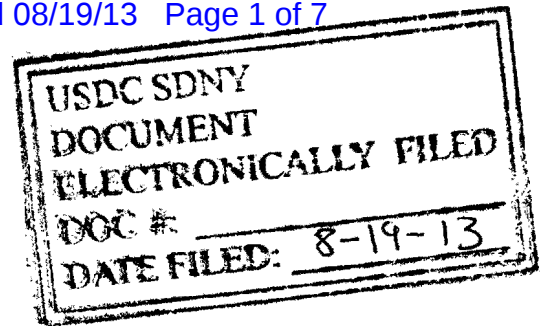 08/19/13 Page 1 of 7
USDC SDNY
DOCUMENT
ELECTRONICALLY FILED
DOC #:
DATE FILED: 8-19-13